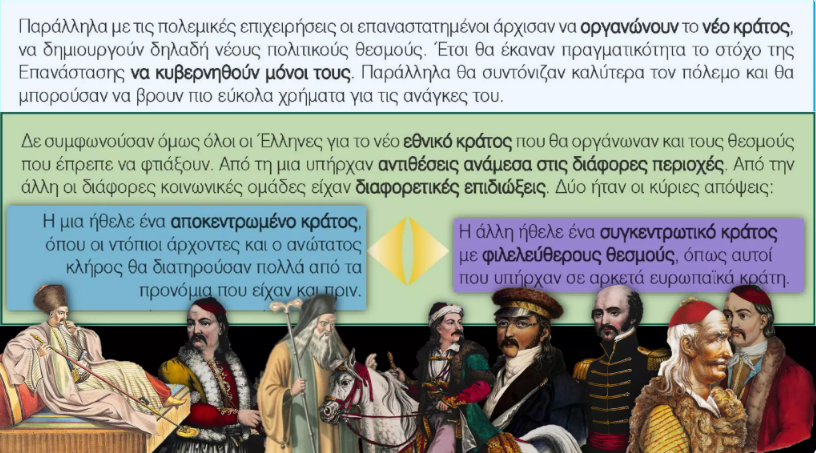 Παράλληλα με τις πολεμικές επιχειρήσεις οι επαναστατημένοι άρχισαν να οργανώνουν το νέο κράτος,
να δημιουργούν δηλαδή νέους πολιτικούς θεσμούς. Έτσι θα έκαναν πραγματικότητα το στόχο της
Επανάστασης να κυβερνηθούν μόνοι τους. Παράλληλα θα συντόνιζαν καλύτερα τον πόλεμο και θα
μπορούσαν να βρουν πιο εύκολα χρήματα για τις ανάγκες του.
Δε συμφωνούσαν όμως όλοι οι Έλληνες για το νέο εθνικό κράτος που θα οργάνωναν και τους θεσμούς
που έπρεπε να φτιάξουν. Από τη μια υπήρχαν αντιθέσεις ανάμεσα στις διάφορες περιοχές. Από την
άλλη οι διάφορες κοινωνικές ομάδες είχαν διαφορετικές επιδιώξεις. Δύο ήταν οι κύριες απόψεις:
Η μια ήθελε ένα αποκεντρωμένο κράτος,
όπου οι ντόπιοι άρχοντες και ο ανώτατος
κλήρος θα διατηρούσαν πολλά από τα
προνόμια που είχαν και πριν.
Η άλλη ήθελε ένα συγκεντρωτικό κράτος
με φιλελεύθερους θεσμούς, όπως αυτοί
που υπήρχαν σε αρκετά ευρωπαϊκά κράτη.